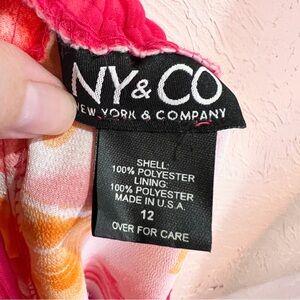 NY&CO
NEW YORK & COMPANY
SHELL:
100% POLYESTER
LINING:
100% POLYESTER
MADE IN U.S.A.
12
OVER FOR CARE